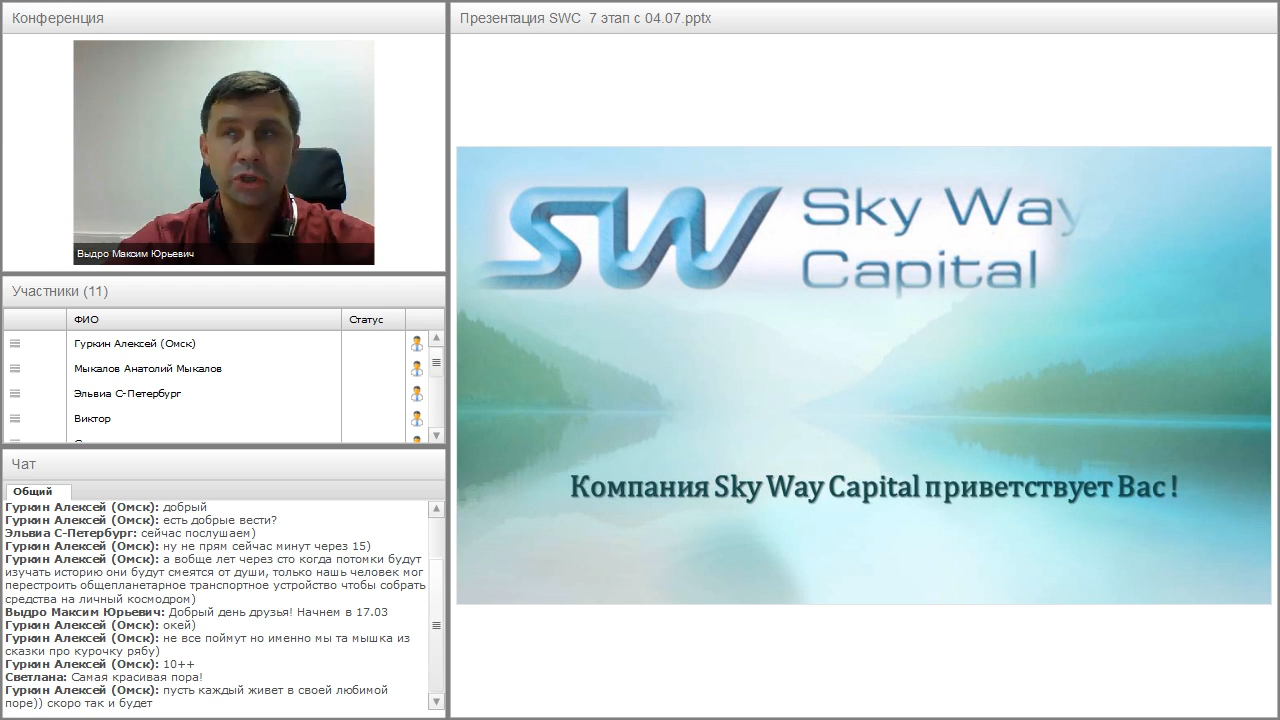 Конференция
Выдро Максим Юрьевич
Участники (11)
ФИО
Статус
Гуркин Алексей (Омск)
Мыкалов Анатолий Мыкалов
Эльвиа С-Петербург
Виктор
Чат
Общий
Гуркин Алексей (Омск): добрый
Гуркин Алексей (Омск): есть добрые вести?
Эльвиа С-Петербург: сейчас послушаем)
Гуркин Алексей (Омск): ну не прям сейчас минут через 15)
Гуркин Алексей (Омск): а вобще лет через сто когда потомки будут
изучать историю они будут смеятся от души, только нашь человек мог
перестроить общепланетарное транспортное устройство чтобы собрать
средства на личный космодром)
Выдро Максим Юрьевич: Добрый день друзья! Начнем в 17.03
Гуркин Алексей (Омск): окей)
Гуркин Алексей (Омск): не все поймут но именно мы та мышка из
сказки про курочку рябу)
Гуркин Алексей (Омск): 10++
Светлана: Самая красивая пора!
Гуркин Алексей (Омск): пусть каждый живет в своей любимой
поре)) скоро так и будет
Презентация SWC 7 этап с 04.07.pptx
SW
Sky Way
Capital
Компания Sky Way Capital приветствует Вас !